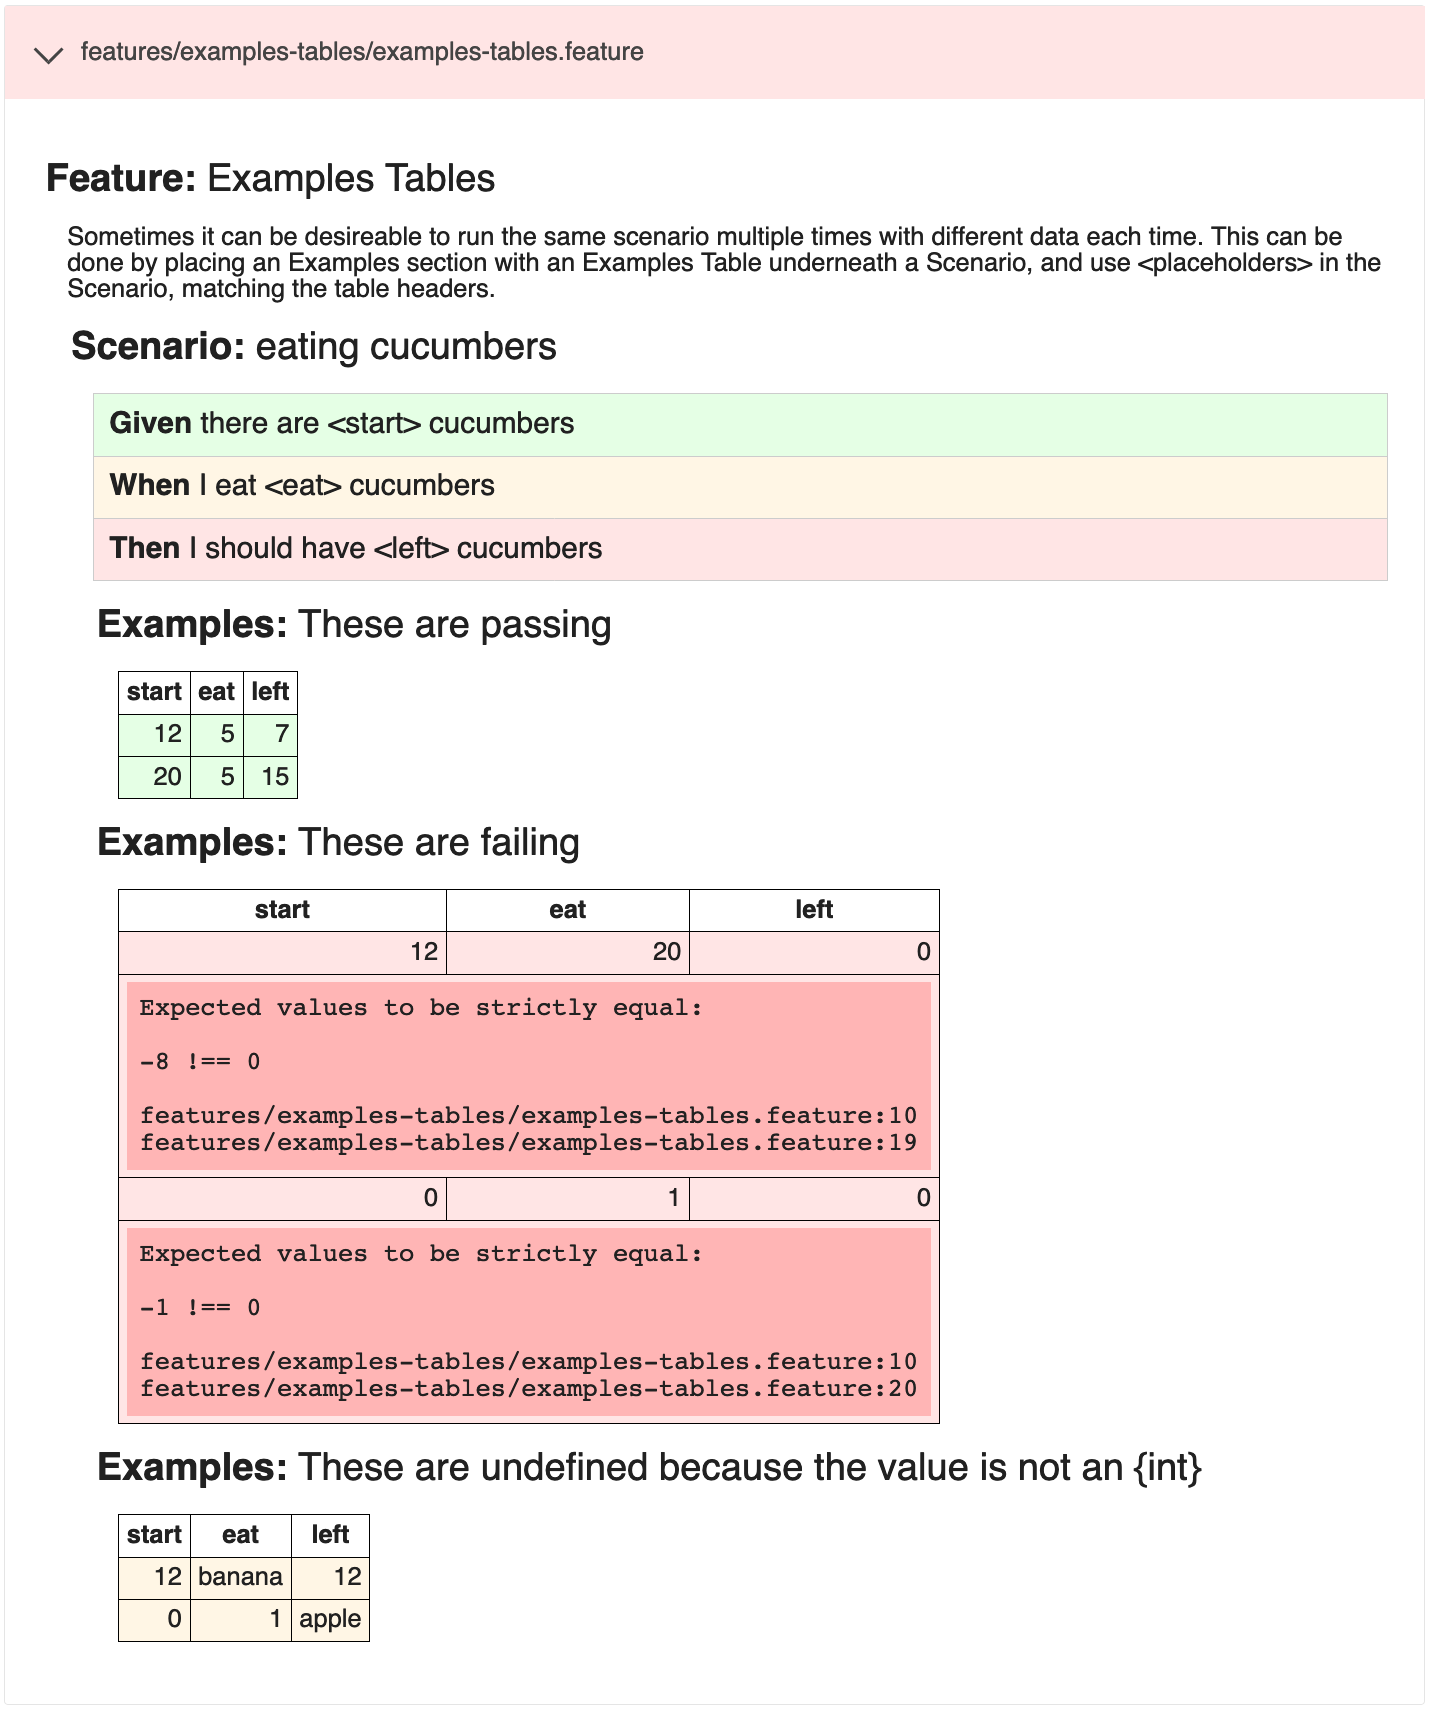 features/examples-tables/examples-tables.feature
Feature: Examples Tables
Sometimes it can be desireable to run the same scenario multiple times with different data each time. This can be
done by placing an Examples section with an Examples Table underneath a Scenario, and use <placeholders> in the
Scenario, matching the table headers.
Scenario: eating cucumbers
Given there are <start> cucumbers
When I eat <eat> cucumbers
Then I should have <left> cucumbers
Examples: These are passing
start eat left
12 5 7
20 5 15
Examples: These are failing
start eat left
12 20 0
Expected values to be strictly equal:
-8 !== 0
features/examples-tables/examples-tables.feature:10
features/examples-tables/examples-tables.feature:19
0 1 0
Expected values to be strictly equal:
-1 !== 0
features/examples-tables/examples-tables.feature:10
features/examples-tables/examples-tables.feature:20
Examples: These are undefined because the value is not an {int}
start eat left
12 banana 12
0 1 apple